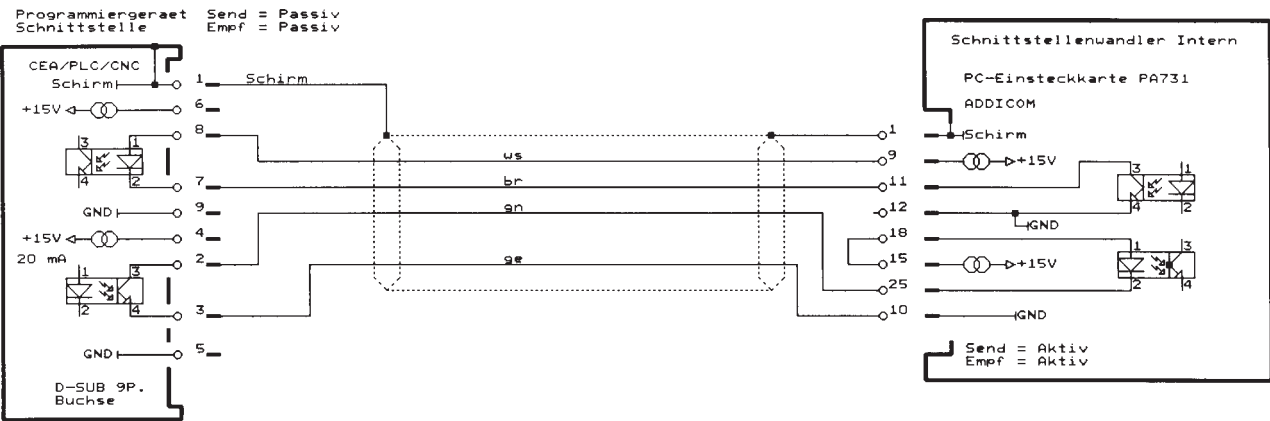 Programmiergeraet Send = Passiv
Schnittstelle Empf = Passiv
CEA/PLC/CNC
Schirm
1
Schirm
+15V
6
8
3
1
4
2
7
GND
9
+15V
4
20 mA
2
1
3
2
4
3
GND
5
D-SUB 9P.
Buchse
ws
br
gn
ge
Schnittstellenwandler Intern
PC-Einsteckkarte PA731
ADDICOM
1
Schirm
9
+15V
11
3
1
4
2
12
GND
18
1
3
15
+15V
2
4
25
10
GND
Send = Aktiv
Empf = Aktiv